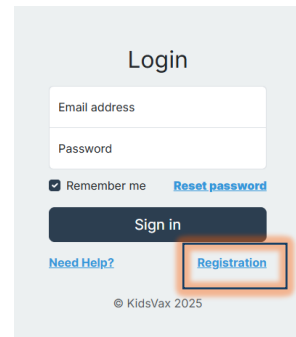 Login
Email address
Password
Remember me Reset password
Sign in
Need Help? Registration
© KidsVax 2025